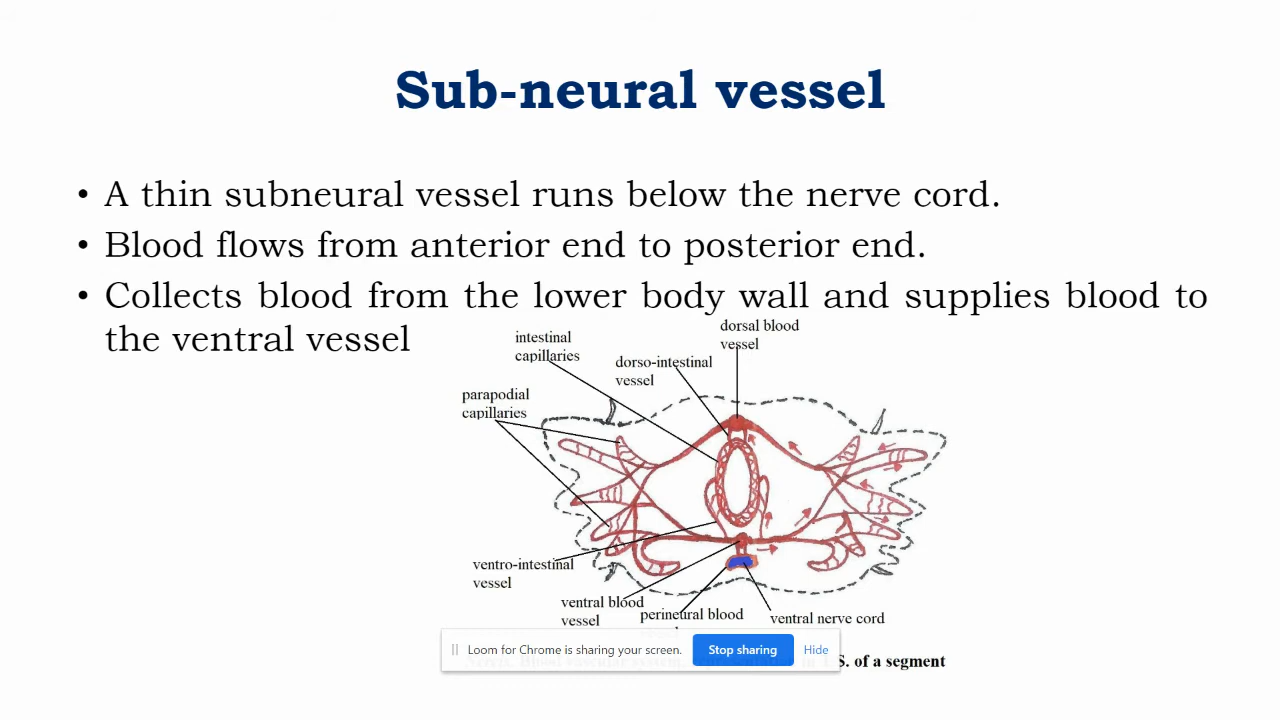 Sub-neural vessel
• A thin subneural vessel runs below the nerve cord.
• Blood flows from anterior end to posterior end.
• Collects blood from the lower body wall and supplies blood to
the ventral vessel
dorsal blood
vessel
intestinal
capillaries
dorso-intestinal
vessel
parapodial
capillaries
ventro-intestinal
vessel
ventral blood
vessel
perineural blood
ventral nerve cord
Loom for Chrome is sharing your screen.
Stop sharing
Hide
S. of a segment